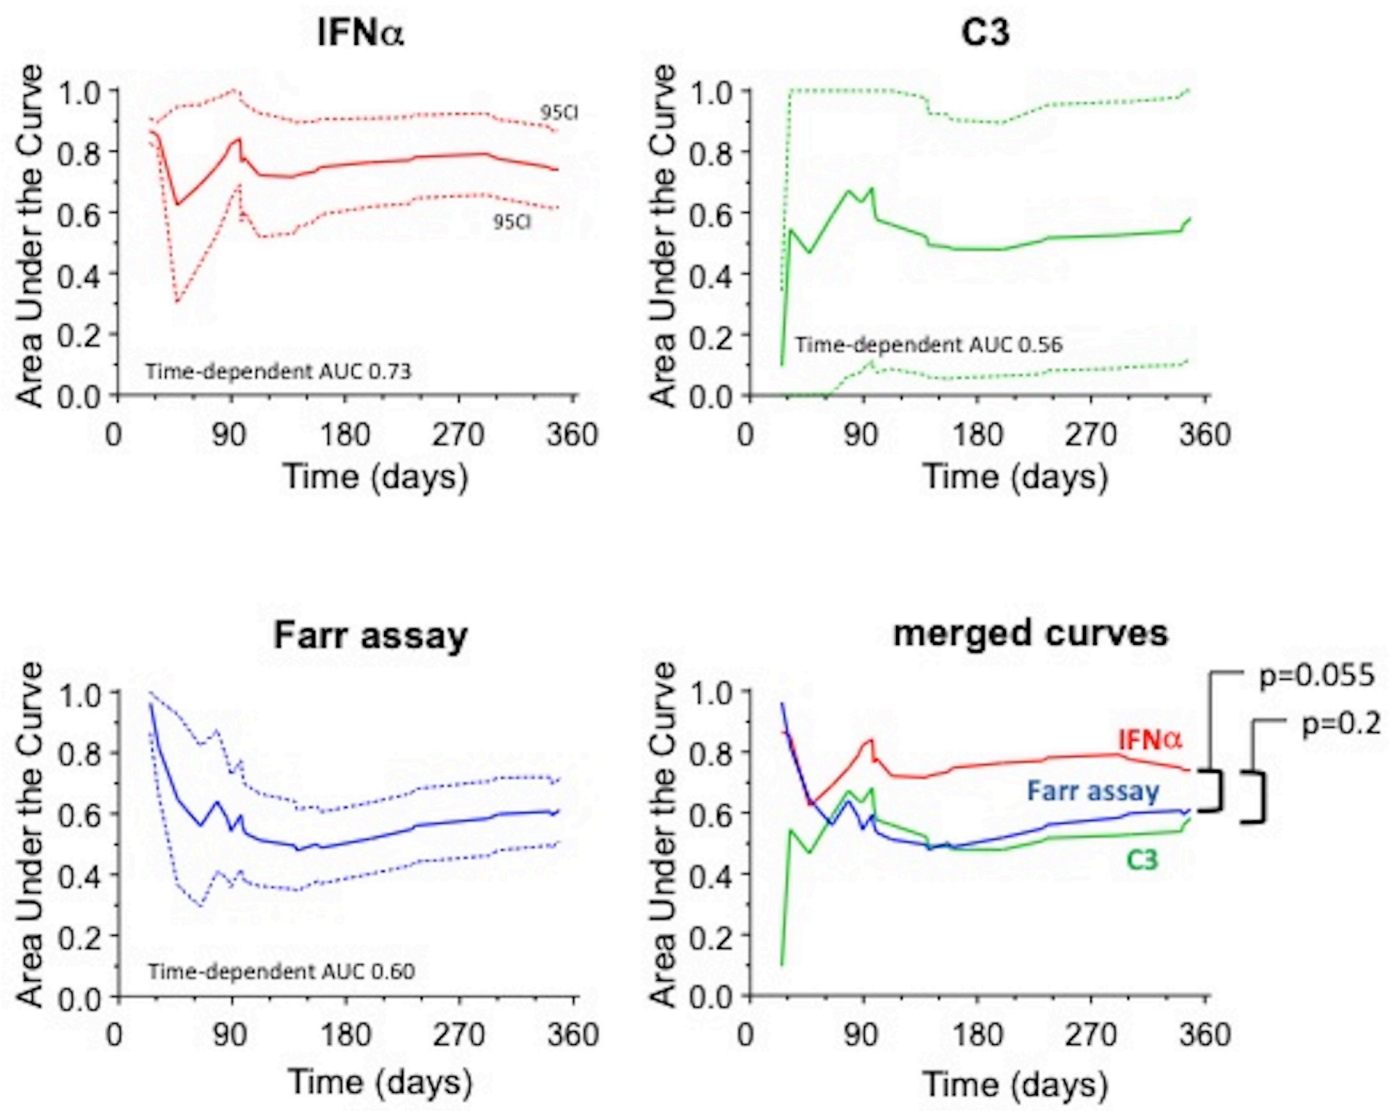 IFNα
Area Under the Curve
1.0
0.8
0.6
0.4
0.2
0.0
95CI
95CI
Time-dependent AUC 0.73
0 90 180 270 360
Time (days)
C3
Area Under the Curve
1.0
0.8
0.6
0.4
0.2
0.0
Time-dependent AUC 0.56
0 90 180 270 360
Time (days)
Farr assay
Area Under the Curve
1.0
0.8
0.6
0.4
0.2
0.0
Time-dependent AUC 0.60
0 90 180 270 360
Time (days)
merged curves
Area Under the Curve
1.0
0.8
0.6
0.4
0.2
0.0
IFNα
Farr assay
C3
p=0.055
p=0.2
0 90 180 270 360
Time (days)